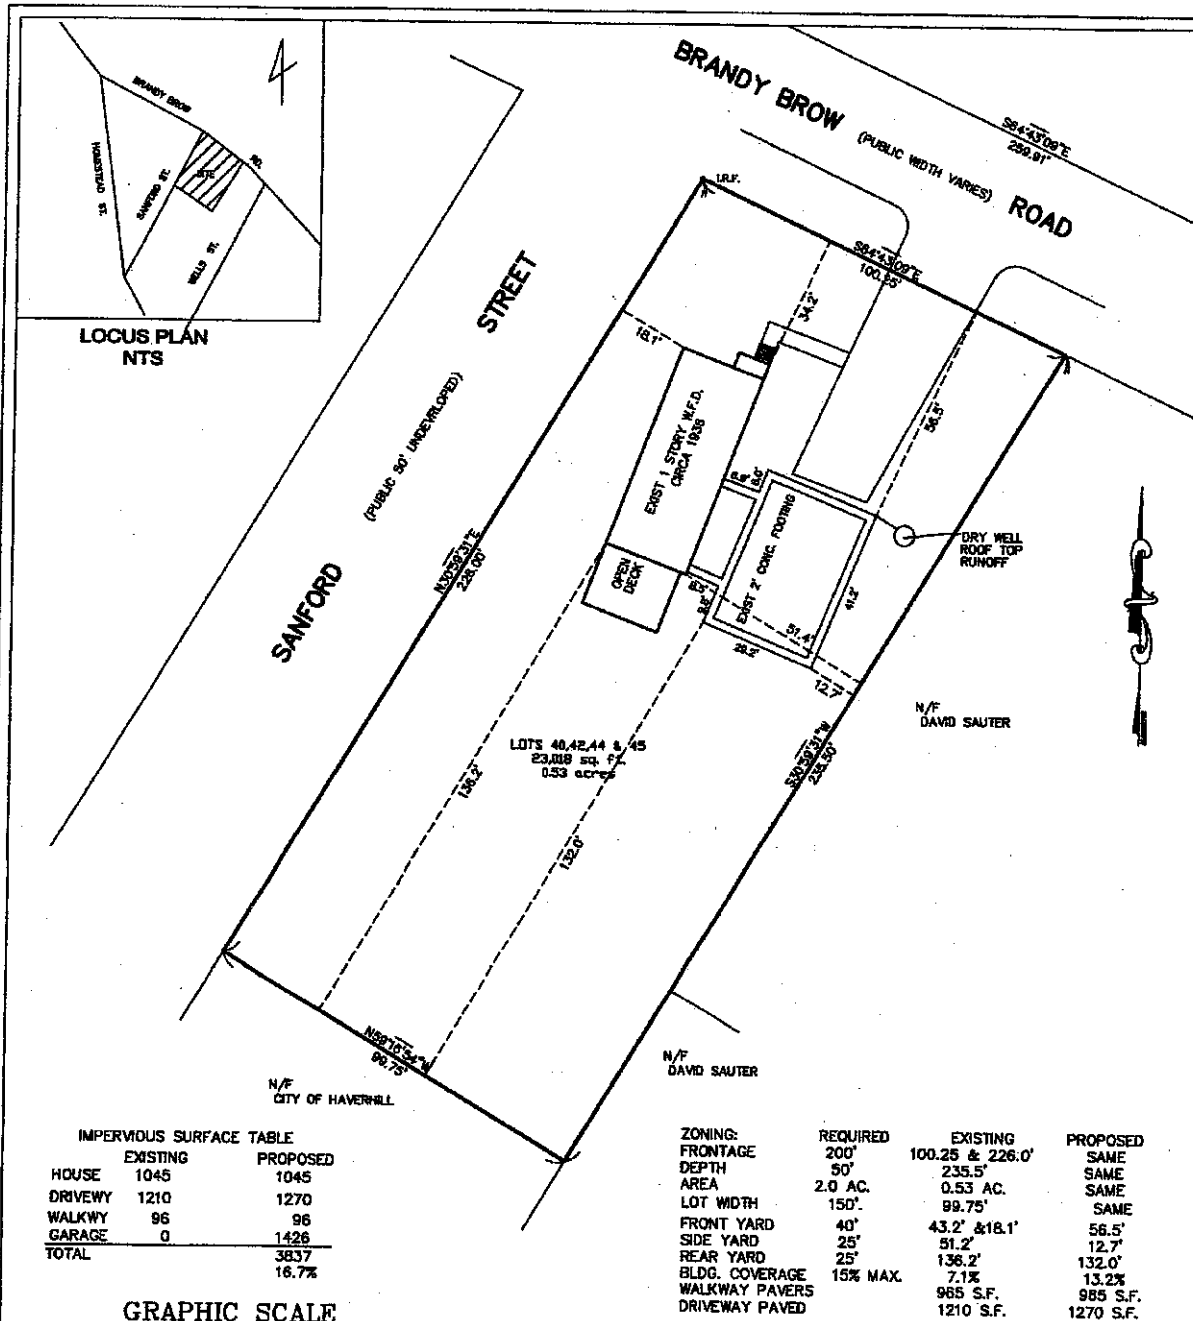 BRANDY BROW
RD.
HOMESTEAD ST.
SANFORD ST.
SITE
WELLS ST.
LOCUS PLAN
NTS
BRANDY BROW (PUBLIC WIDTH VARIES) ROAD
S64°43'09"E
259.91'
I.R.F.
S64°43'09"E
100.25'
SANFORD STREET
(PUBLIC 50' UNDEVRLOPED)
N30°59'31"E
226.00'
18.1'
34.2'
56.5'
EXIST 1 STORY W.F.D.
CIRCA 1938
OPEN
DECK
EXIST 2' CONC. FOOTING
DRY WELL
ROOF TOP
RUNOFF
41.2'
51.4'
12.7'
N/F
DAVID SAUTER
S30°59'31"W
235.50'
LOTS 40,42,44 & 45
23,018 sq. ft.
0.53 acres
136.2'
132.0'
N59°16'54"W
99.75'
N/F
CITY OF HAVERHILL
N/F
DAVID SAUTER
IMPERVIOUS SURFACE TABLE
EXISTING PROPOSED
HOUSE 1045 1045
DRIVEWY 1210 1270
WALKWY 96 96
GARAGE 0 1426
TOTAL 3837
16.7%
GRAPHIC SCALE
ZONING: REQUIRED EXISTING PROPOSED
FRONTAGE 200' 100.25 & 226.0' SAME
DEPTH 50' 235.5' SAME
AREA 2.0 AC. 0.53 AC. SAME
LOT WIDTH 150'. 99.75' SAME
FRONT YARD 40' 43.2' &18.1' 56.5'
SIDE YARD 25' 51.2' 12.7'
REAR YARD 25' 136.2' 132.0'
BLDG. COVERAGE 15% MAX. 7.1% 13.2%
WALKWAY PAVERS 965 S.F. 985 S.F.
DRIVEWAY PAVED 1210 S.F. 1270 S.F.